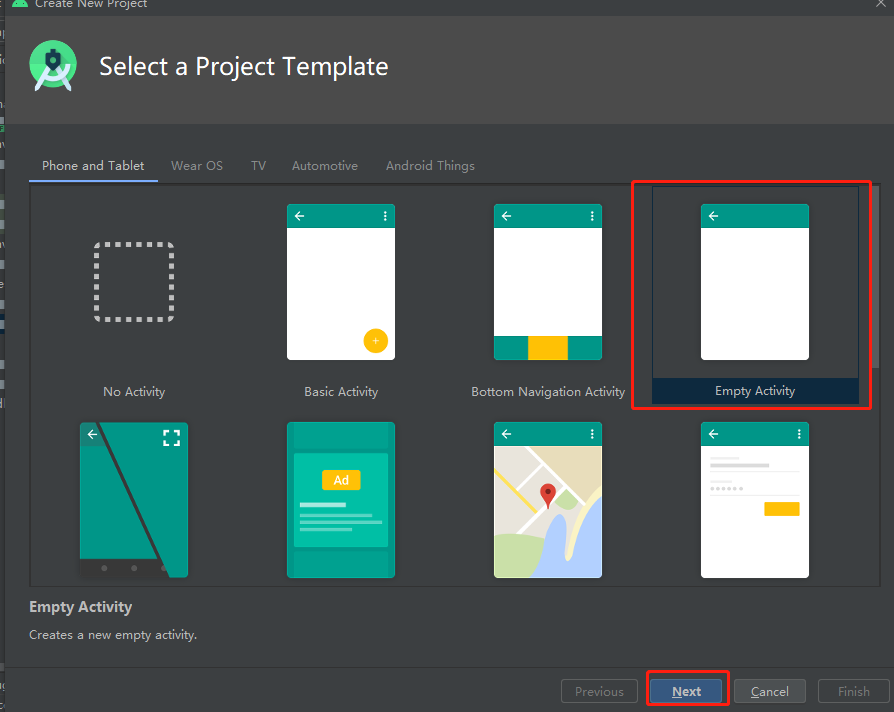 Create New Project
Select a Project Template
Phone and Tablet
Wear OS
TV
Automotive
Android Things
No Activity
Basic Activity
Bottom Navigation Activity
Empty Activity
Ad
Empty Activity
Creates a new empty activity.
Previous
Next
Cancel
Finish